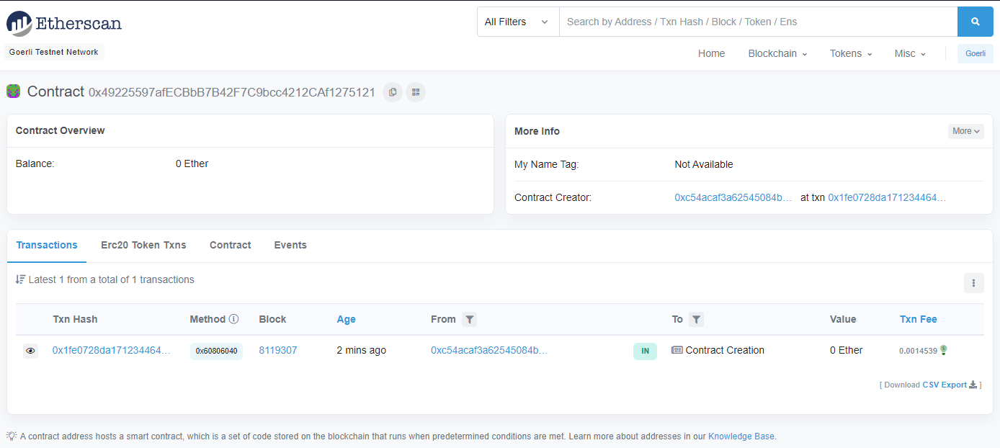 Etherscan
All Filters
Search by Address / Txn Hash / Block / Token / Ens
Goerli Testnet Network
Home Blockchain Tokens Misc Goerli
Contract 0x49225597afECBbB7B42F7C9bcc4212CAf1275121
Contract Overview
Balance: 0 Ether
More Info More
My Name Tag: Not Available
Contract Creator: 0xc54acaf3a62545084b... at txn 0x1fe0728da171234464...
Transactions Erc20 Token Txns Contract Events
Latest 1 from a total of 1 transactions
Txn Hash Method Block Age From To Value Txn Fee
0x1fe0728da171234464... 0x60806040 8119307 2 mins ago 0xc54acaf3a62545084b... IN Contract Creation 0 Ether 0.0014539
[ Download CSV Export ]
A contract address hosts a smart contract, which is a set of code stored on the blockchain that runs when predetermined conditions are met. Learn more about addresses in our Knowledge Base.